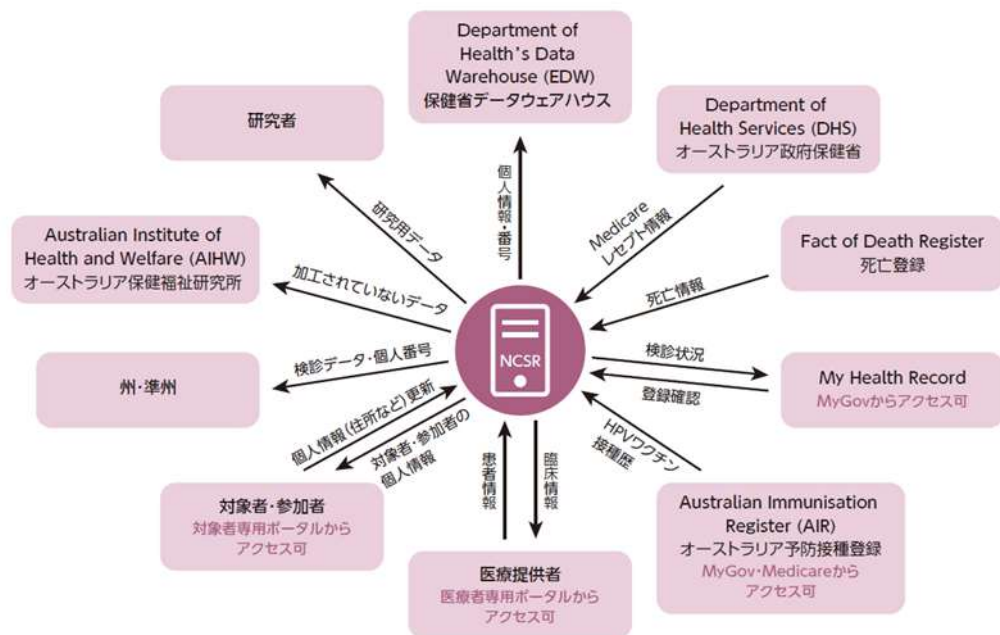 Department of
Health's Data
Warehouse (EDW)
保健省データウェアハウス
研究者
Department of
Health Services (DHS)
オーストラリア政府保健省
個人情報・番号
研究用データ
Medicare
レセプト情報
Australian Institute of
Health and Welfare (AIHW)
オーストラリア保健福祉研究所
Fact of Death Register
死亡登録
加工されていないデータ
死亡情報
NCSR
検診データ・個人番号
検診状況
州・準州
My Health Record
MyGovからアクセス可
登録確認
個人情報(住所など)更新
対象者・参加者の
個人情報
患者情報
臨床情報
HPVワクチン
接種歴
対象者・参加者
対象者専用ポータルから
アクセス可
Australian Immunisation
Register (AIR)
オーストラリア予防接種登録
MyGov・Medicareから
アクセス可
医療提供者
医療者専用ポータルから
アクセス可